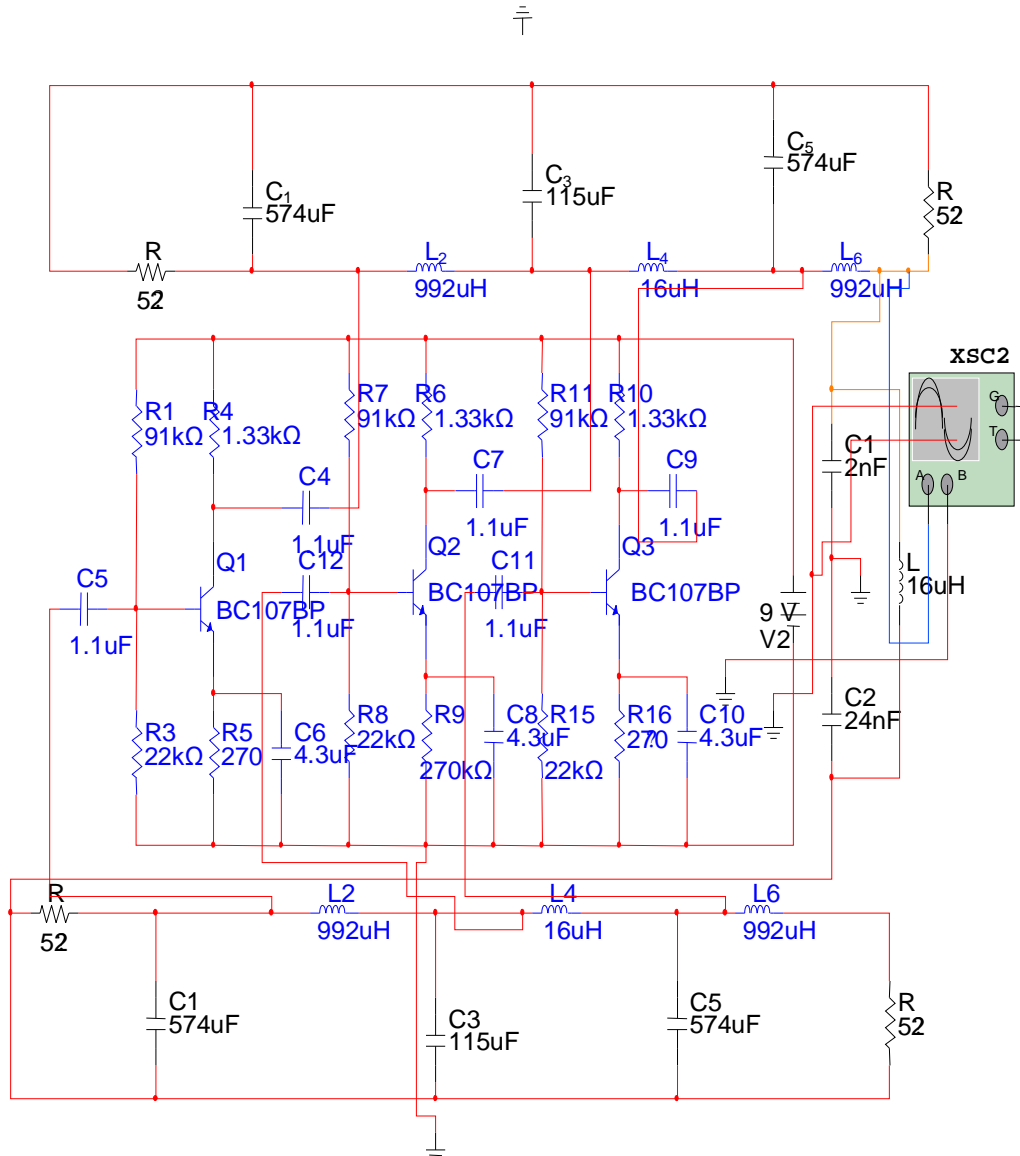 C1
574uF
C3
115uF
C5
574uF
R
52
R
52
L2
992uH
L4
16uH
L6
992uH
XSC2
G
T
A
B
R1
91kΩ
R4
1.33kΩ
R7
91kΩ
R6
1.33kΩ
R11
91kΩ
R10
1.33kΩ
C1
2nF
C4
1.1uF
C7
1.1uF
C9
1.1uF
Q1
BC107BP
C12
1.1uF
Q2
BC107BP
C11
1.1uF
Q3
BC107BP
C5
1.1uF
L
16uH
9 V
V2
R3
22kΩ
R5
270
C6
4.3uF
R8
22kΩ
R9
270kΩ
C8
4.3uF
R15
22kΩ
R16
270
C10
4.3uF
C2
24nF
R
52
L2
992uH
L4
16uH
L6
992uH
C1
574uF
C3
115uF
C5
574uF
R
52